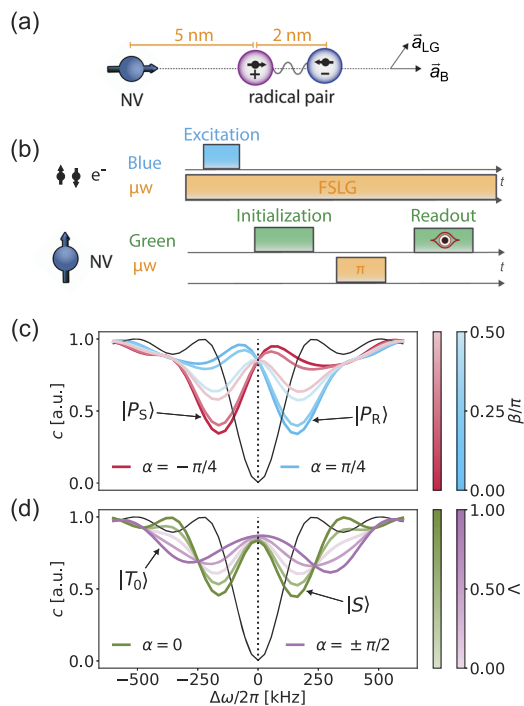 (a)
5 nm
2 nm
a⃗LG
a⃗B
+
−
NV
radical pair
(b)
Excitation
e-
Blue
μw
FSLG
t
Initialization
Readout
Green
NV
μw
π
t
(c)
1.0
0.5
0.0
c [a.u.]
|PS⟩
|PR⟩
α = − π/4
α = π/4
0.50
0.25
0.00
β/π
(d)
1.0
0.5
0.0
c [a.u.]
|T0⟩
|S⟩
α = 0
α = ± π/2
1.00
0.50
0.00
Λ
−500
−250
0
250
500
Δω/2π [kHz]